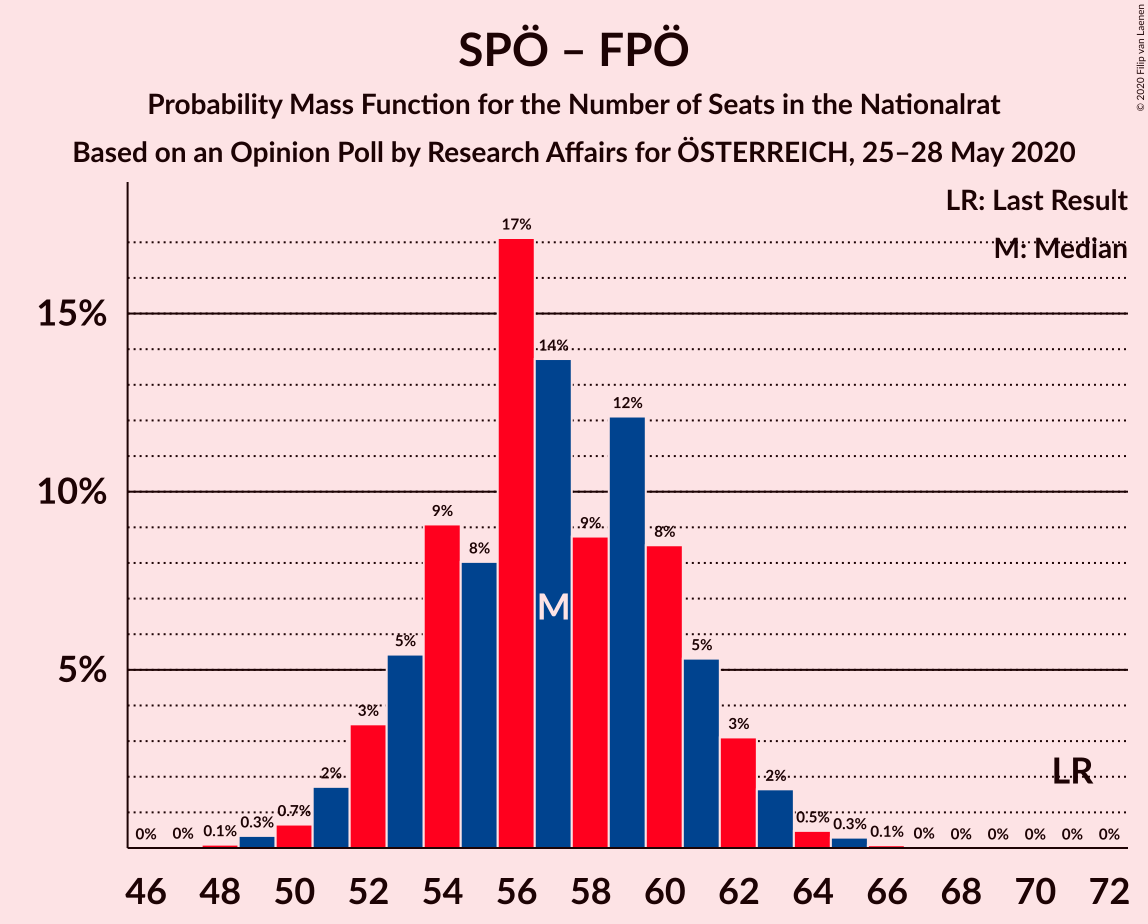 SPÖ – FPÖ
Probability Mass Function for the Number of Seats in the Nationalrat
Based on an Opinion Poll by Research Affairs for ÖSTERREICH, 25–28 May 2020
© 2020 Filip van Laenen
LR: Last Result
M: Median
15%
10%
5%
0% 0% 0.1% 0.3% 0.7% 2% 3% 5% 9% 8% 17% 14% 9% 12% 8% 5% 3% 2% 0.5% 0.3% 0.1% 0% 0% 0% 0% 0% 0%
M
LR
46 48 50 52 54 56 58 60 62 64 66 68 70 72